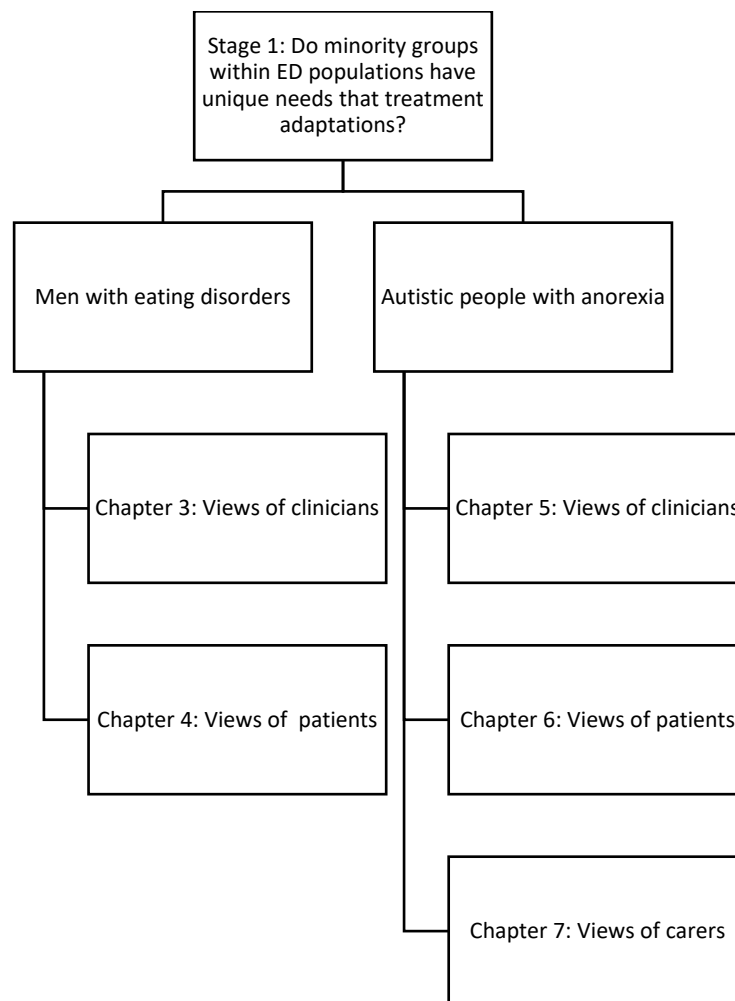 Stage 1: Do minority groups
within ED populations have
unique needs that treatment
adaptations?
Men with eating disorders
Autistic people with anorexia
Chapter 3: Views of clinicians
Chapter 5: Views of clinicians
Chapter 4: Views of  patients
Chapter 6: Views of patients
Chapter 7: Views of carers